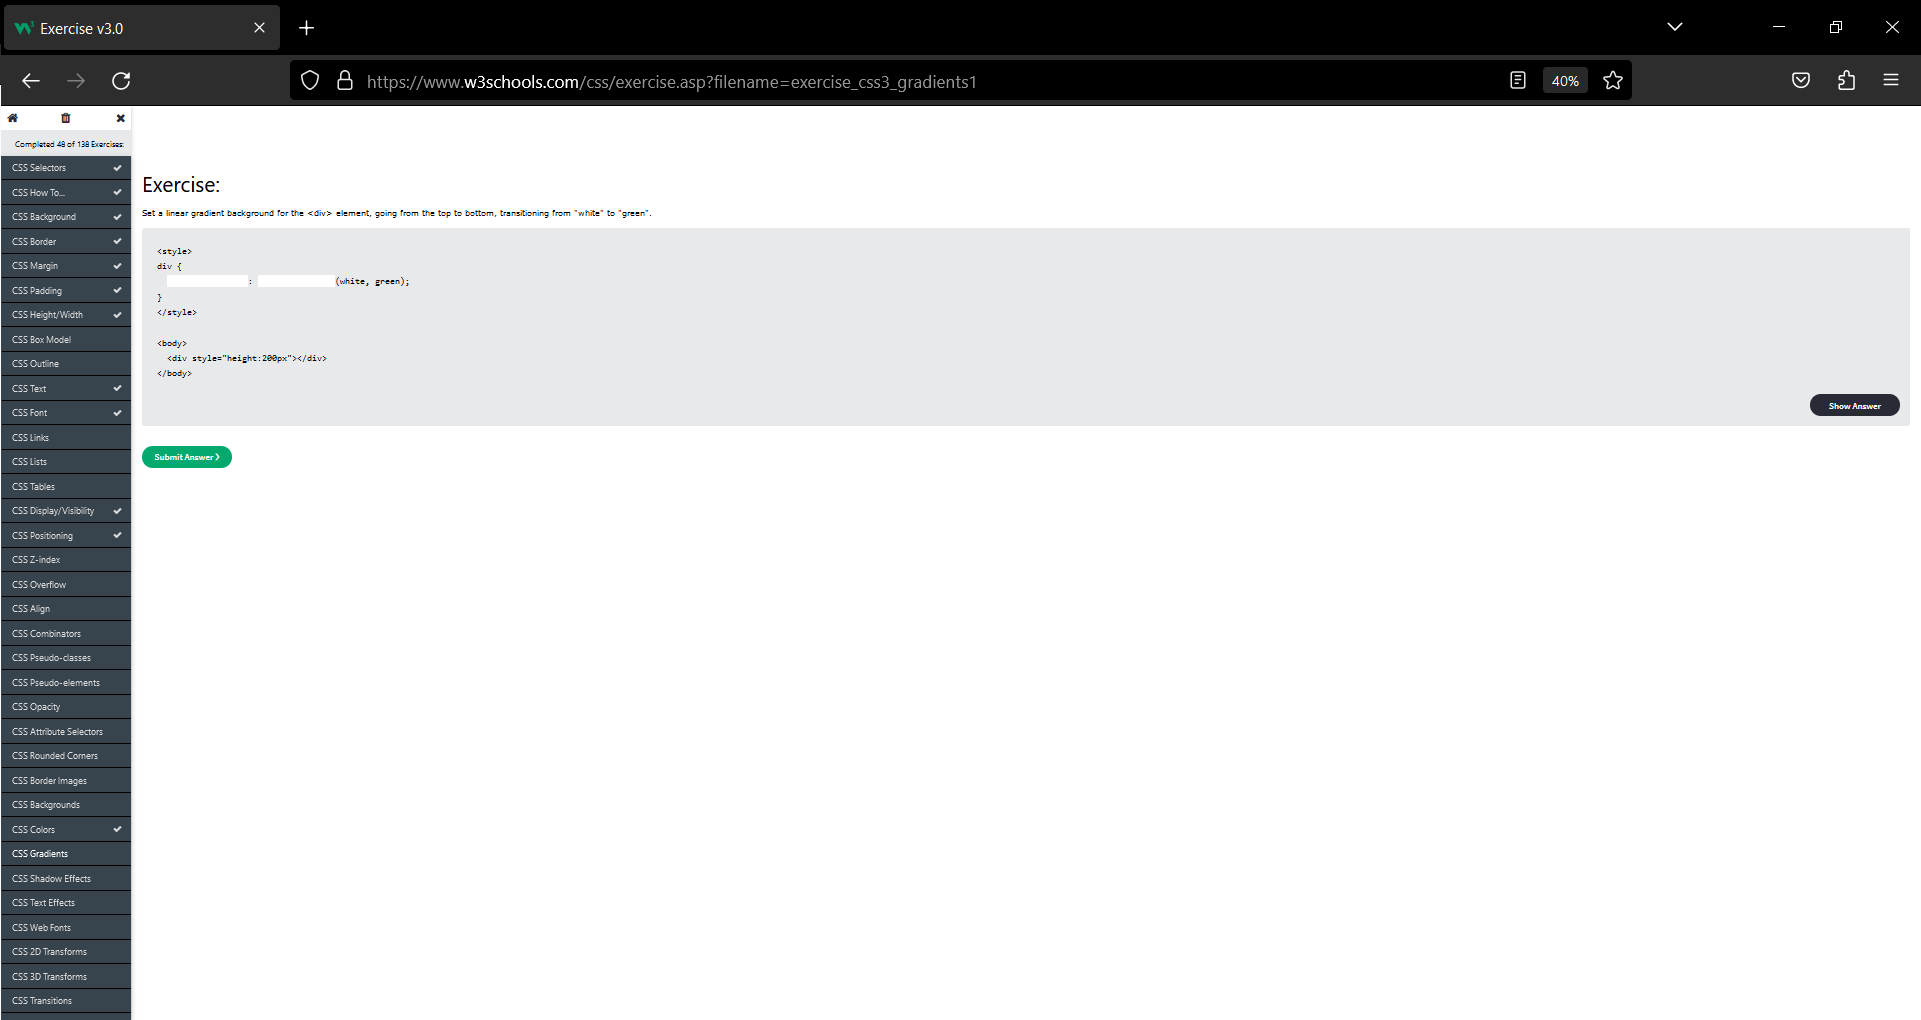 Exercise v3.0
https://www.w3schools.com/css/exercise.asp?filename=exercise_css3_gradients1
40%
Completed 48 of 138 Exercises:
CSS Selectors
CSS How To...
CSS Background
CSS Border
CSS Margin
CSS Padding
CSS Height/Width
CSS Box Model
CSS Outline
CSS Text
CSS Font
CSS Links
CSS Lists
CSS Tables
CSS Display/Visibility
CSS Positioning
CSS Z-index
CSS Overflow
CSS Align
CSS Combinators
CSS Pseudo-classes
CSS Pseudo-elements
CSS Opacity
CSS Attribute Selectors
CSS Rounded Corners
CSS Border Images
CSS Backgrounds
CSS Colors
CSS Gradients
CSS Shadow Effects
CSS Text Effects
CSS Web Fonts
CSS 2D Transforms
CSS 3D Transforms
CSS Transitions
Exercise:
Set a linear gradient background for the <div> element, going from the top to bottom, transitioning from "white" to "green".
<style>
div {
: (white, green);
}
</style>
<body>
<div style="height:200px"></div>
</body>
Show Answer
Submit Answer ❯